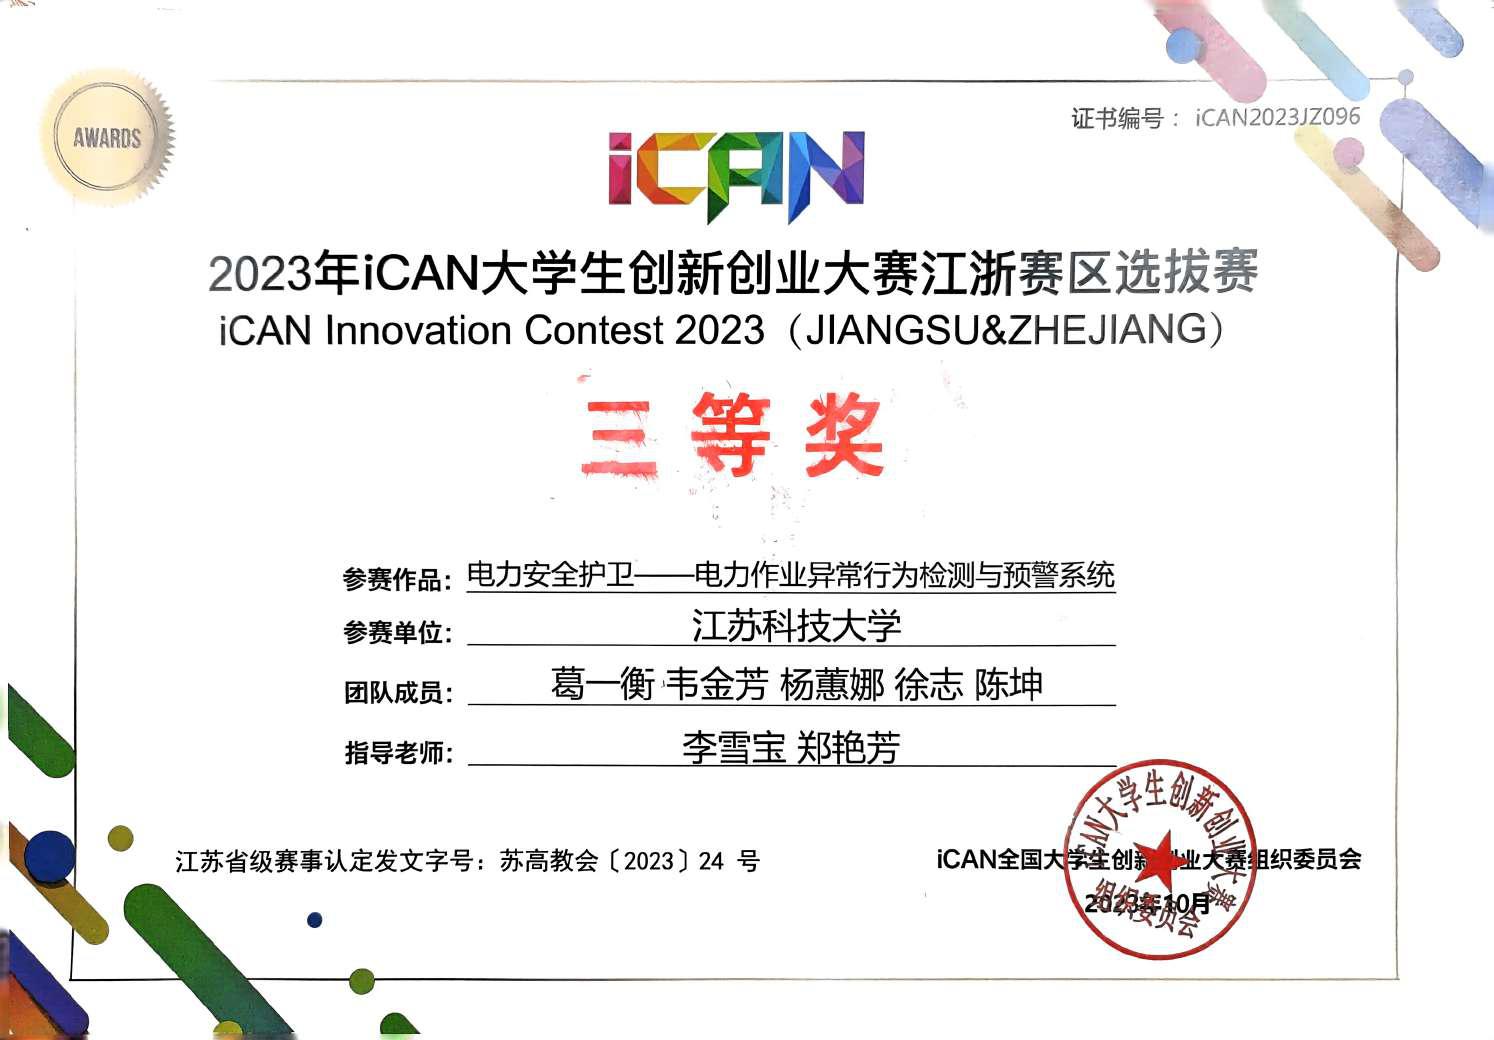 AWARDS
证书编号： iCAN2023JZ096
iCAN
2023年iCAN大学生创新创业大赛江浙赛区选拔赛
iCAN Innovation Contest 2023（JIANGSU&ZHEJIANG）
三等奖
参赛作品：电力安全护卫——电力作业异常行为检测与预警系统
参赛单位：江苏科技大学
团队成员：葛一衡 韦金芳 杨蕙娜 徐志 陈坤
指导老师：李雪宝 郑艳芳
江苏省级赛事认定发文字号：苏高教会〔2023〕24 号
iCAN全国大学生创新创业大赛组织委员会
2023年10月
iCAN大学生创新创业大赛
组织委员会